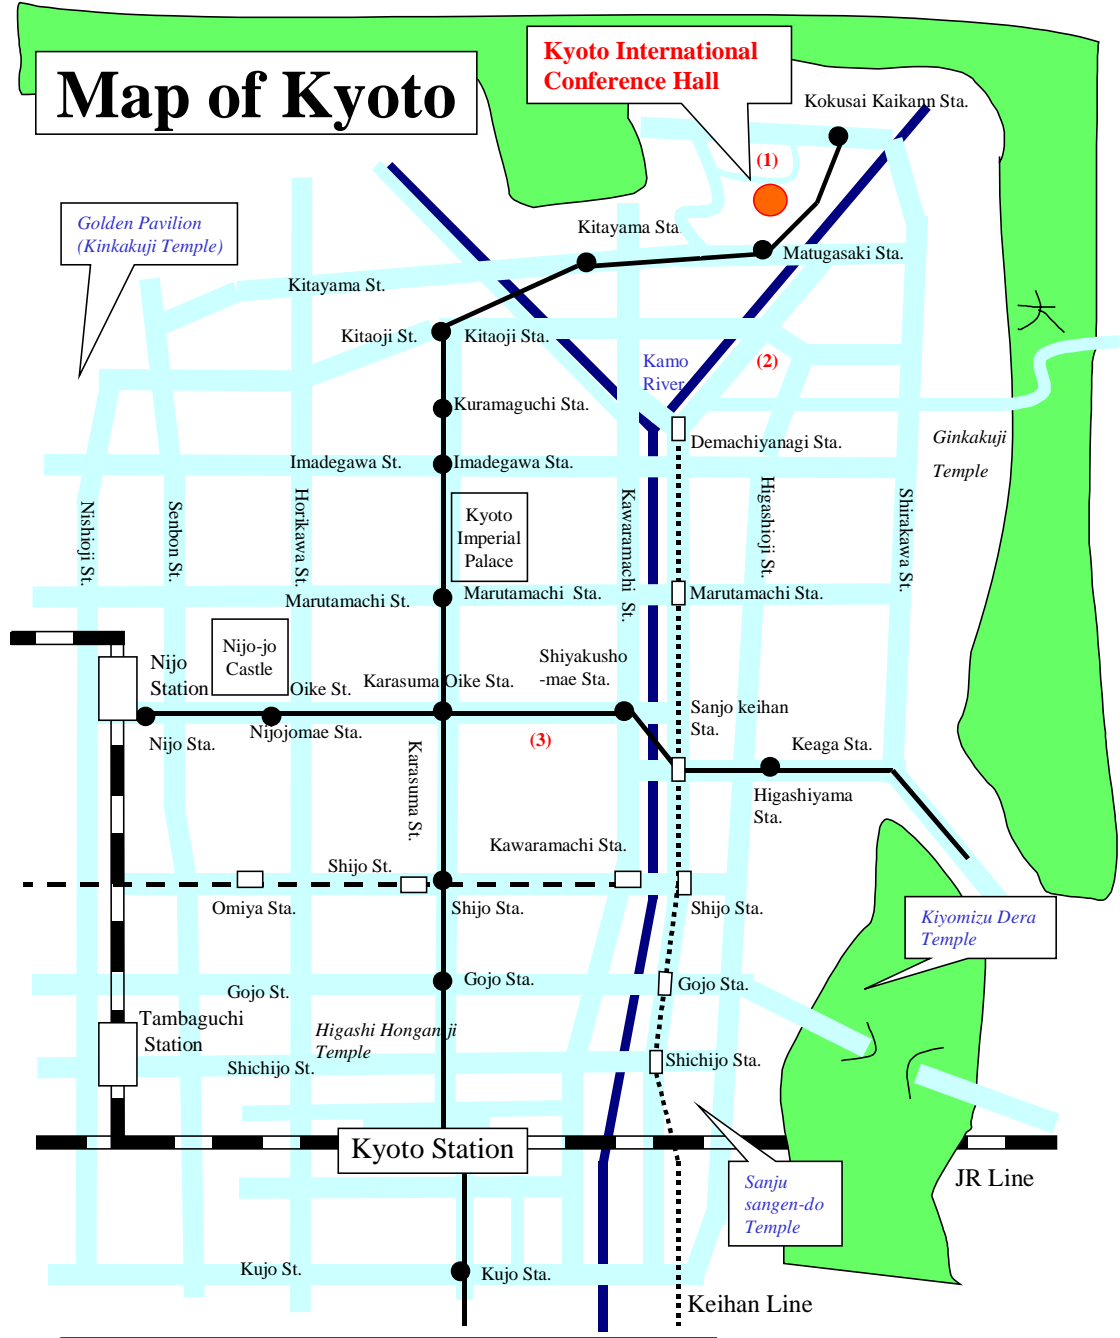 Map of Kyoto
Kyoto International
Conference Hall
Kokusai Kaikann Sta.
(1)
Golden Pavilion
(Kinkakuji Temple)
Kitayama Sta.
Matugasaki Sta.
Kitayama St.
大
Kitaoji St.
Kitaoji Sta.
Kamo
River
(2)
Kuramaguchi Sta.
Demachiyanagi Sta.
Ginkakuji
Temple
Imadegawa St.
Imadegawa Sta.
Nishioji St.
Senbon St.
Horikawa St.
Kyoto
Imperial
Palace
Kawaramachi St.
Higashioji St.
Shirakawa St.
Marutamachi St.
Marutamachi Sta.
Marutamachi Sta.
Nijo
Station
Nijo-jo
Castle
Oike St.
Karasuma Oike Sta.
Shiyakusho
-mae Sta.
Sanjo keihan
Sta.
Nijo Sta.
Nijojomae Sta.
(3)
Keaga Sta.
Karasuma St.
Higashiyama
Sta.
Kawaramachi Sta.
Shijo St.
Omiya Sta.
Shijo Sta.
Shijo Sta.
Kiyomizu Dera
Temple
Gojo St.
Gojo Sta.
Gojo Sta.
Tambaguchi
Station
Higashi Honganji
Temple
Shichijo St.
Shichijo Sta.
Kyoto Station
JR Line
Sanju
sangen-do
Temple
Kujo St.
Kujo Sta.
Keihan Line